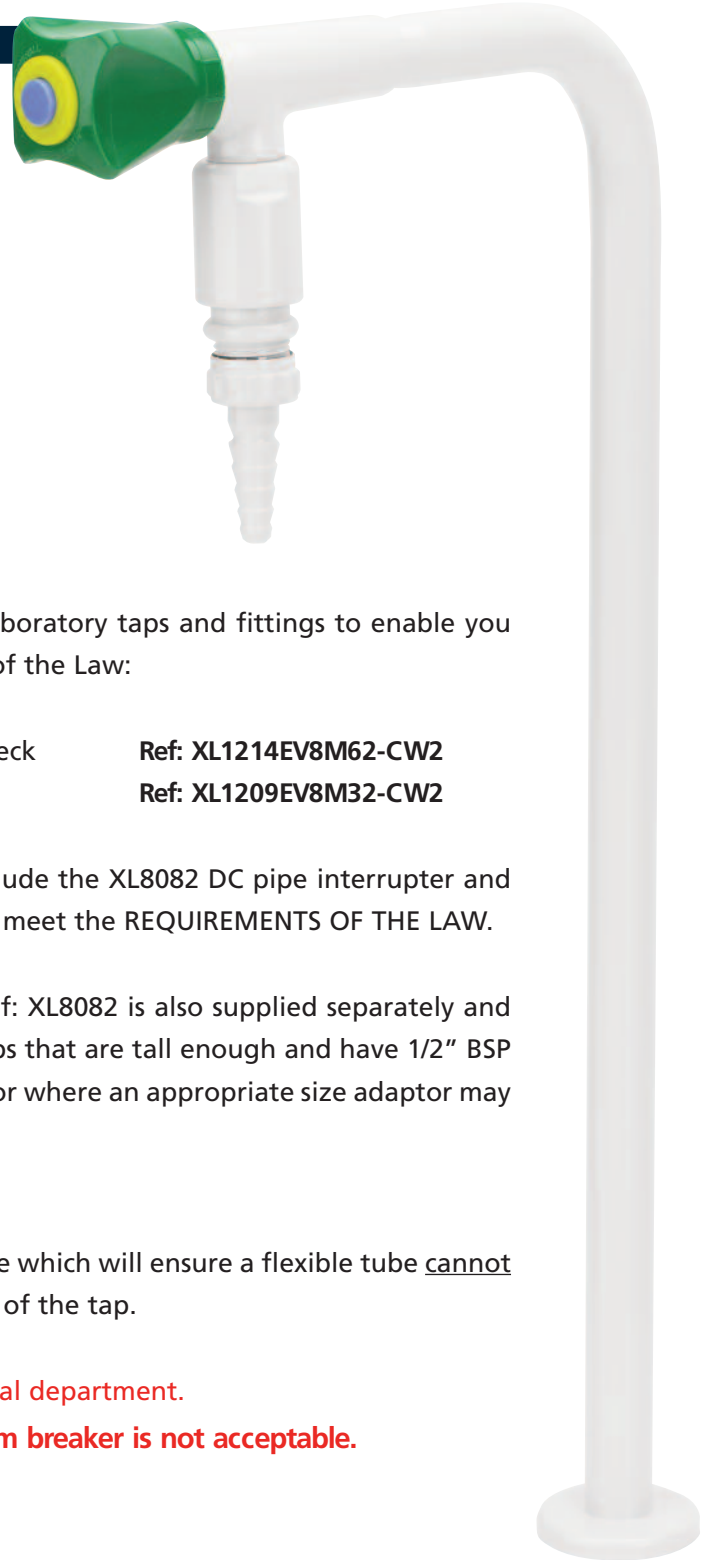 boratory taps and fittings to enable you
of the Law:
eck Ref: XL1214EV8M62-CW2
Ref: XL1209EV8M32-CW2
ude the XL8082 DC pipe interrupter and
meet the REQUIREMENTS OF THE LAW.
f: XL8082 is also supplied separately and
os that are tall enough and have 1/2” BSP
or where an appropriate size adaptor may
e which will ensure a flexible tube cannot
of the tap.
al department.
m breaker is not acceptable.